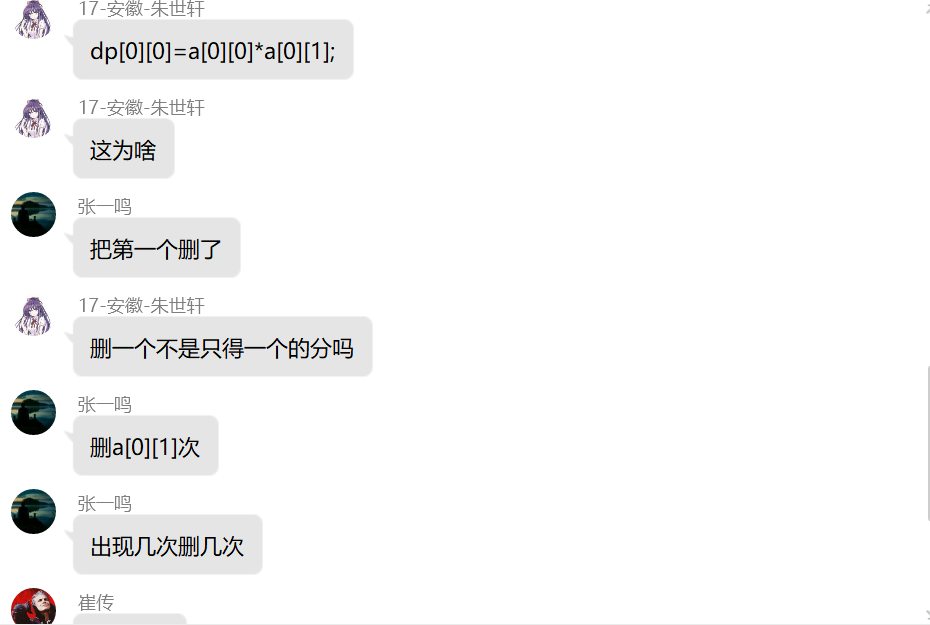 17-安徽-朱世轩
dp[0][0]=a[0][0]*a[0][1];
17-安徽-朱世轩
这为啥
张一鸣
把第一个删了
17-安徽-朱世轩
删一个不是只得一个的分吗
张一鸣
删a[0][1]次
张一鸣
出现几次删几次
崔传